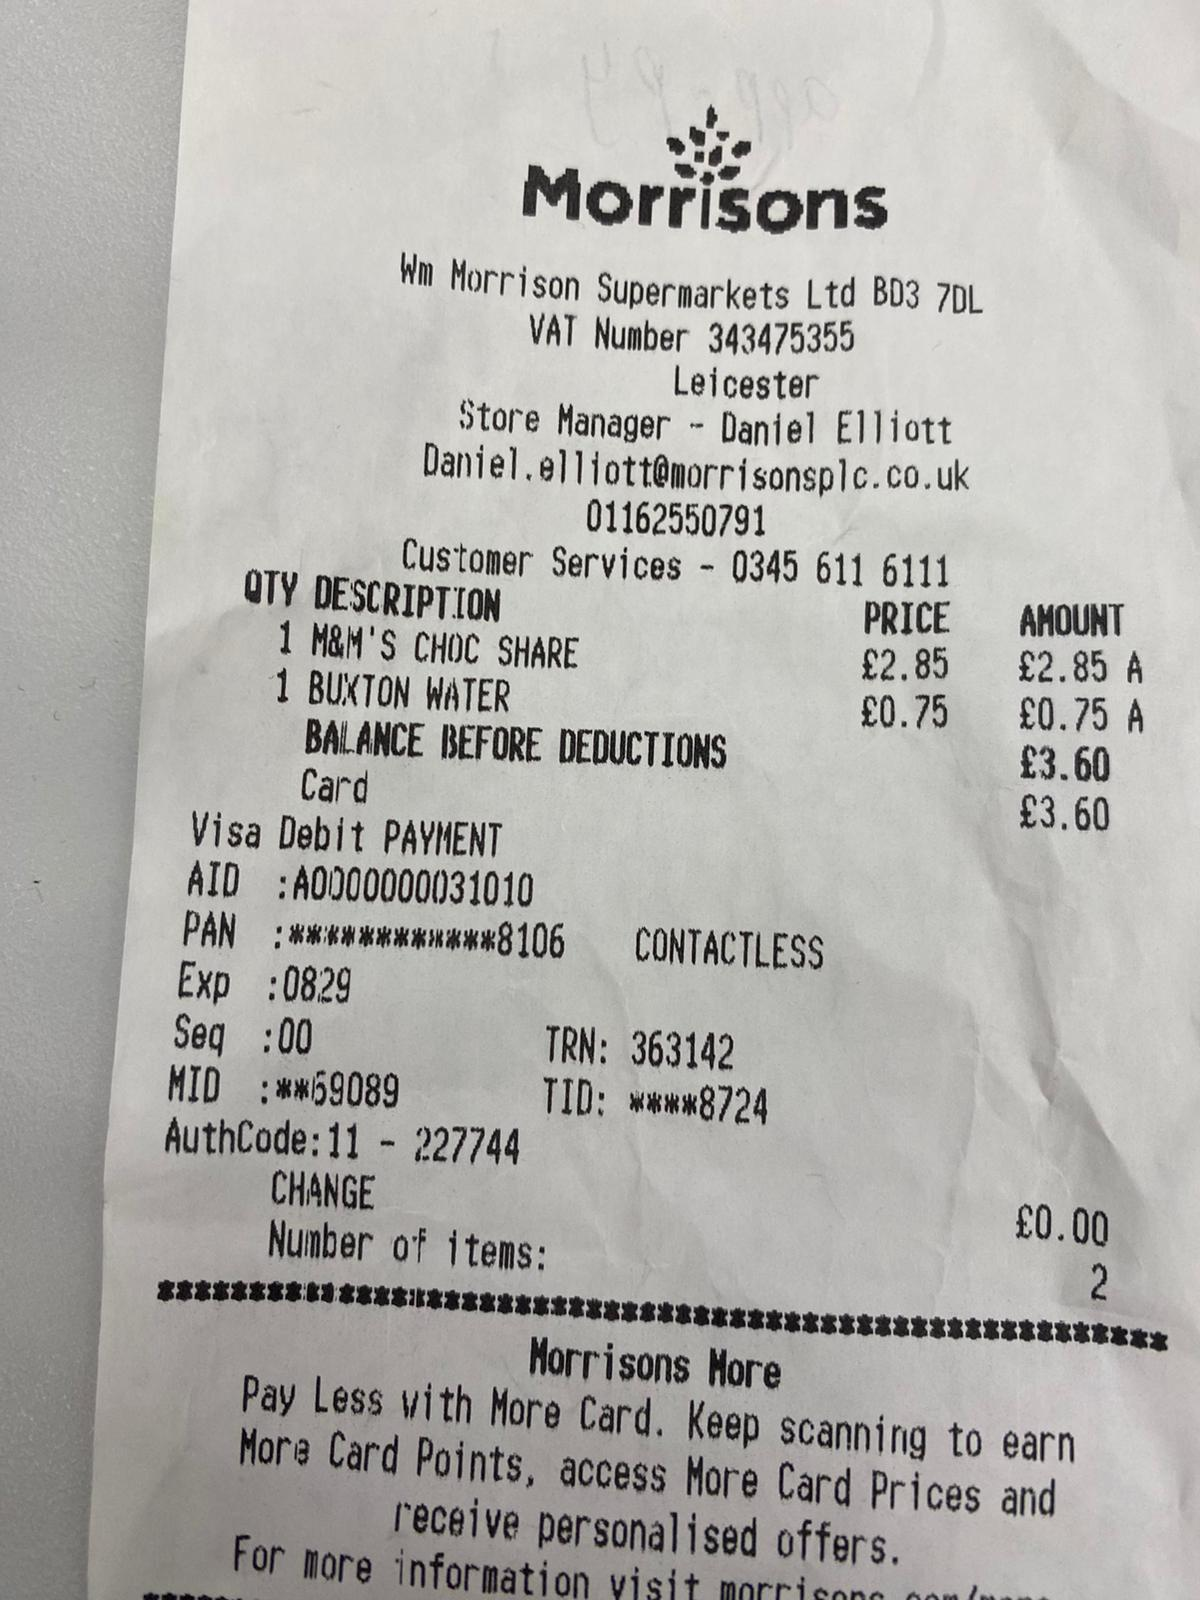 Morrisons
Wm Morrison Supermarkets Ltd BD3 7DL
VAT Number 343475355
Leicester
Store Manager - Daniel Elliott
Daniel.elliott@morrisonsplc.co.uk
01162550791
Customer Services - 0345 611 6111
QTY DESCRIPTION PRICE AMOUNT
1 M&M'S CHOC SHARE £2.85 £2.85 A
1 BUXTON WATER £0.75 £0.75 A
BALANCE BEFORE DEDUCTIONS £3.60
Card £3.60
Visa Debit PAYMENT
AID :A0000000031010
PAN :************8106 CONTACTLESS
Exp :0829
Seq :00 TRN: 363142
MID :**69089 TID: ****8724
AuthCode:11 - 227744
CHANGE £0.00
Number of items: 2
Morrisons More
Pay Less with More Card. Keep scanning to earn
More Card Points, access More Card Prices and
receive personalised offers.
For more information visit